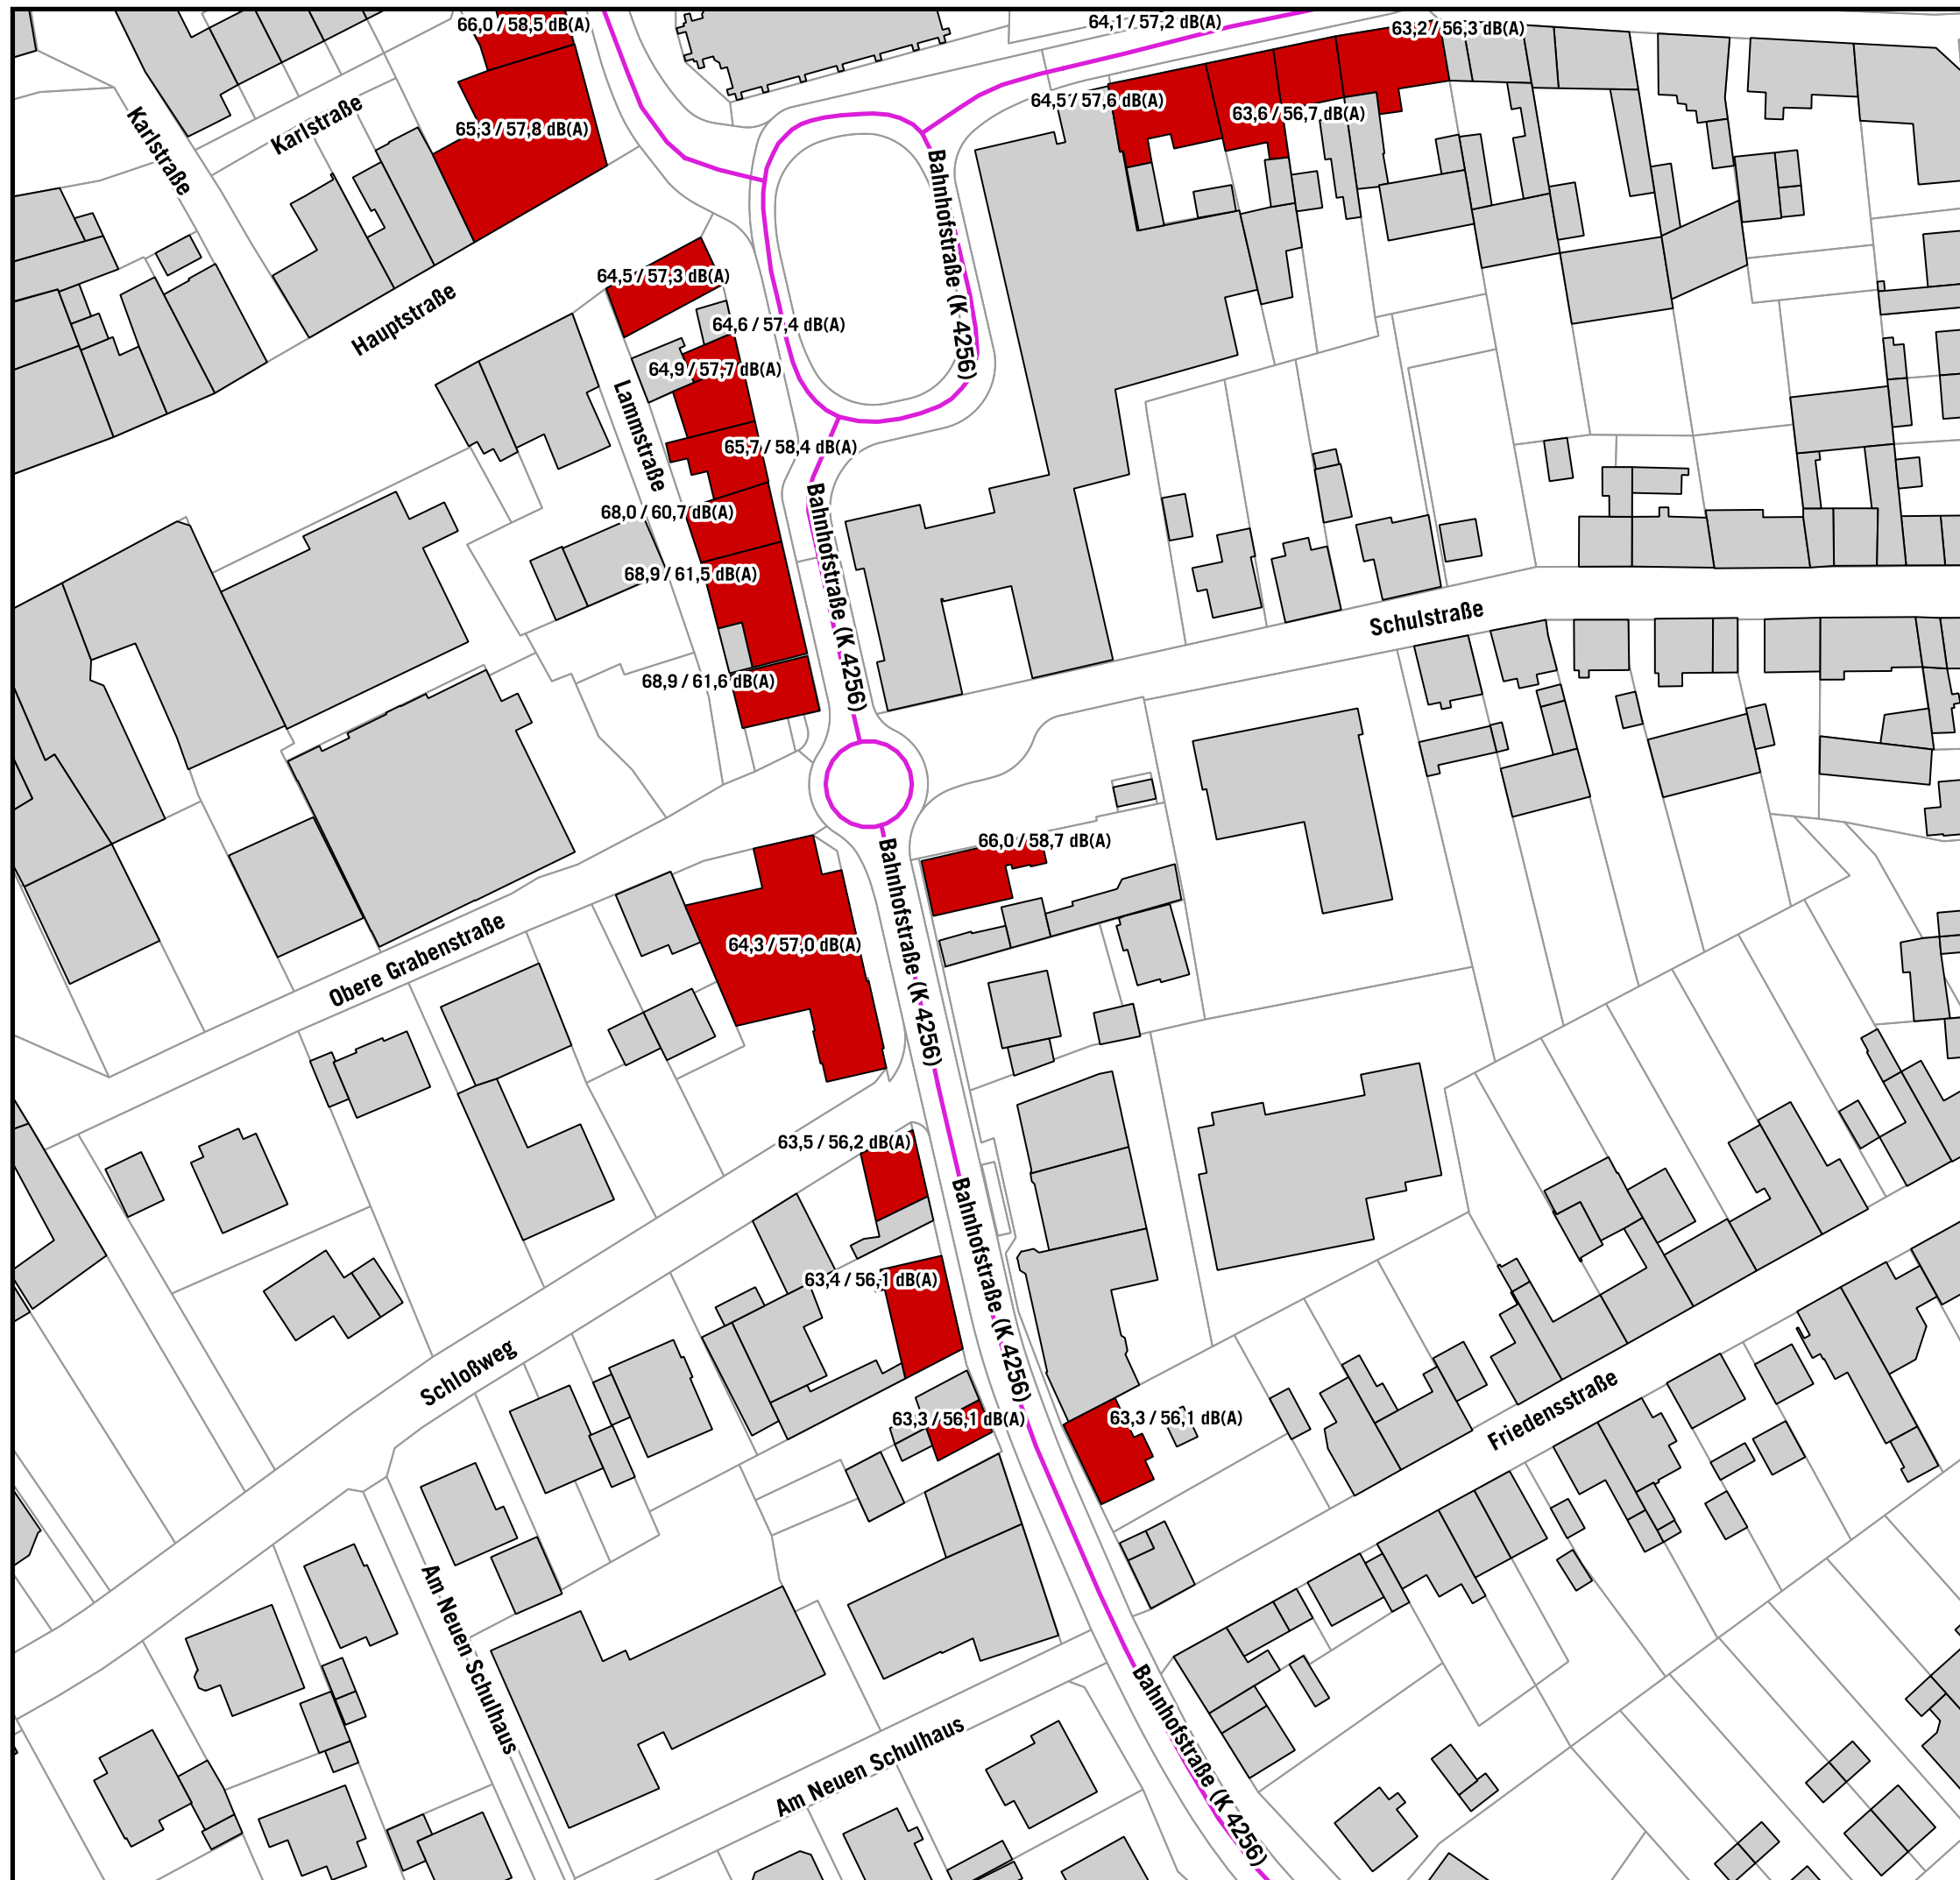 66,0 / 58,5 dB(A)
64,1 / 57,2 dB(A)
63,2 / 56,3 dB(A)
64,5 / 57,6 dB(A)
63,6 / 56,7 dB(A)
65,3 / 57,8 dB(A)
Karlstraße
Karlstraße
Bahnhofstraße (K 4256)
64,5 / 57,3 dB(A)
Hauptstraße
64,6 / 57,4 dB(A)
64,9 / 57,7 dB(A)
Lammstraße
65,7 / 58,4 dB(A)
68,0 / 60,7 dB(A)
Bahnhofstraße (K 4256)
68,9 / 61,5 dB(A)
Schulstraße
68,9 / 61,6 dB(A)
66,0 / 58,7 dB(A)
Bahnhofstraße (K 4256)
64,3 / 57,0 dB(A)
Obere Grabenstraße
63,5 / 56,2 dB(A)
Bahnhofstraße (K 4256)
63,4 / 56,1 dB(A)
Schloßweg
63,3 / 56,1 dB(A)
63,3 / 56,1 dB(A)
Friedensstraße
Am Neuen Schulhaus
Am Neuen Schulhaus
Bahnhofstraße (K 4256)